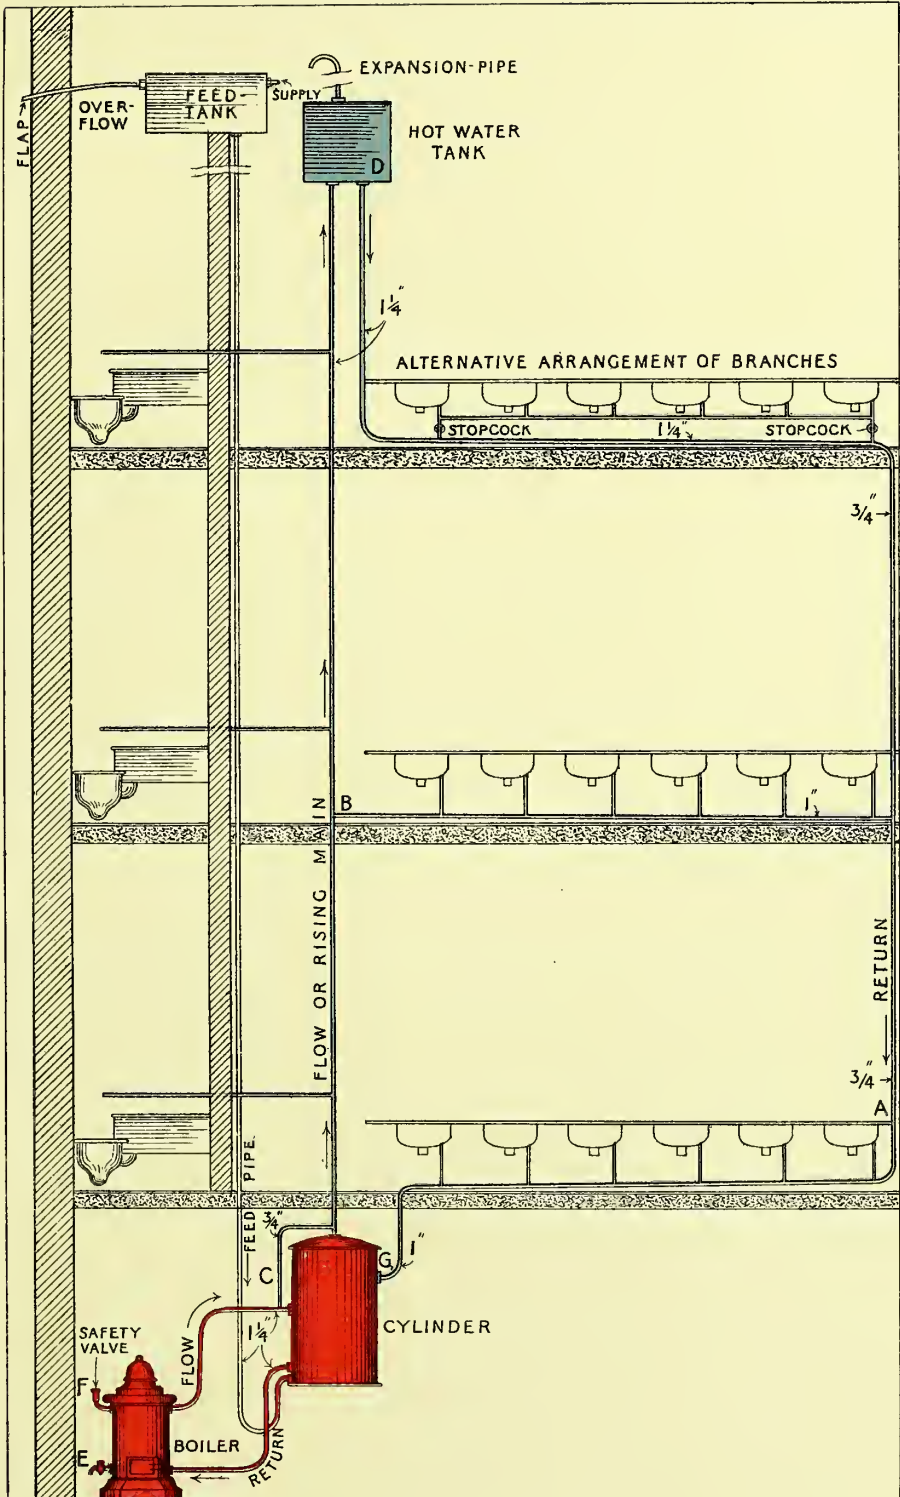 EXPANSION-PIPE
FEED-
TANK
SUPPLY
OVER-
FLOW
FLAP
HOT WATER
TANK
D
1¼"
ALTERNATIVE ARRANGEMENT OF BRANCHES
STOPCOCK
1¼"
STOPCOCK
3/4"
B
1"
FLOW OR RISING MAIN
RETURN
3/4"
A
FEED PIPE.
3/4"
C
G
1"
1¼"
CYLINDER
SAFETY
VALVE
FLOW
F
BOILER
E
RETURN